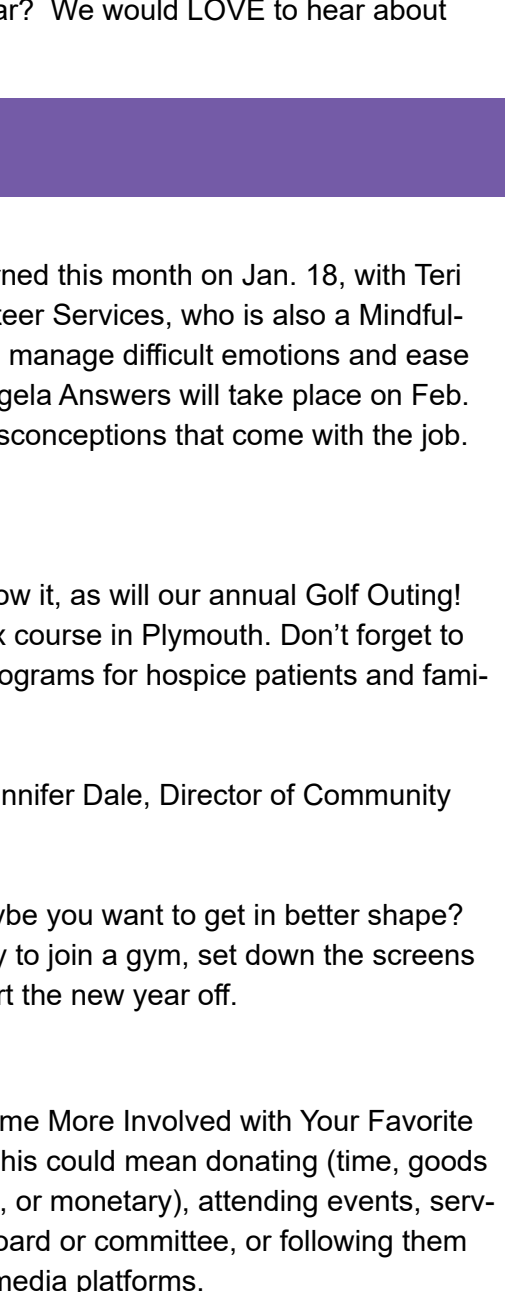 ar? We would LOVE to hear about
ned this month on Jan. 18, with Teri
teer Services, who is also a Mindful-
manage difficult emotions and ease
gela Answers will take place on Feb.
sconceptions that come with the job.
ow it, as will our annual Golf Outing!
x course in Plymouth. Don’t forget to
ograms for hospice patients and fami-
nnifer Dale, Director of Community
ybe you want to get in better shape?
y to join a gym, set down the screens
rt the new year off.
me More Involved with Your Favorite
his could mean donating (time, goods
, or monetary), attending events, serv-
oard or committee, or following them
media platforms.